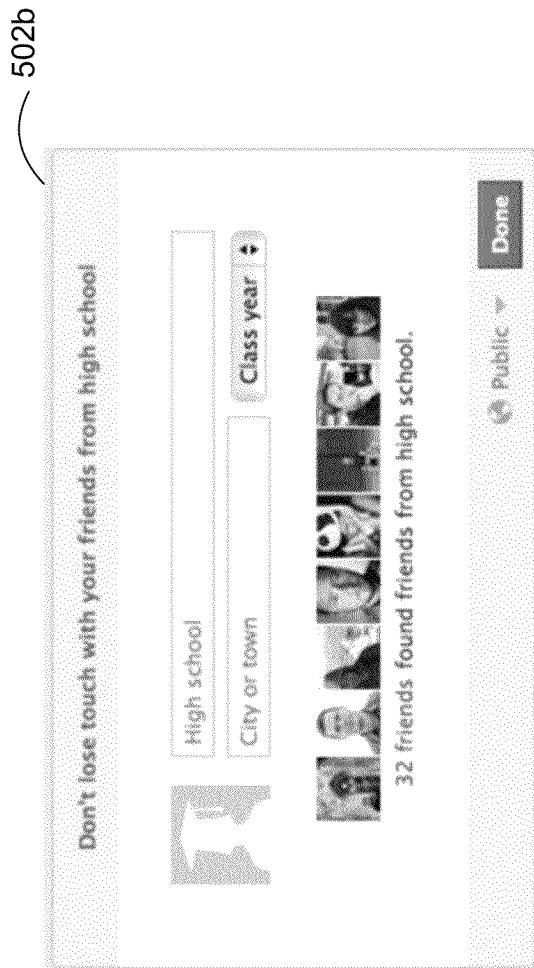 502b
Don't lose touch with your friends from high school
High school
City or town
Class year
32 friends found friends from high school.
Public
Done